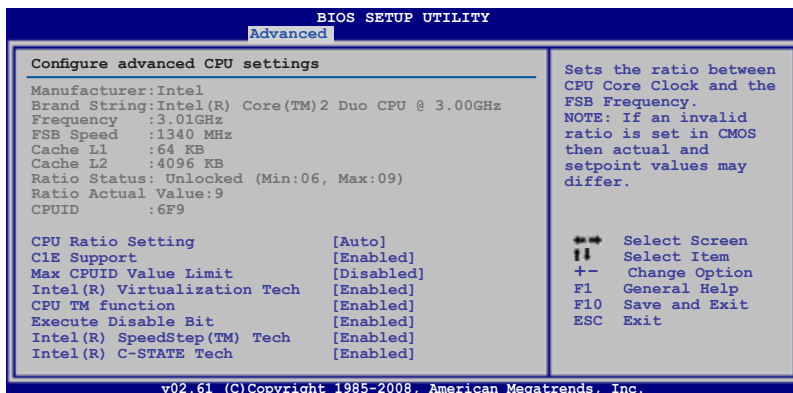 BIOS SETUP UTILITY
Advanced
Configure advanced CPU settings
Manufacturer:Intel
Brand String:Intel(R) Core(TM)2 Duo CPU @ 3.00GHz
Frequency :3.01GHz
FSB Speed :1340 MHz
Cache L1 :64 KB
Cache L2 :4096 KB
Ratio Status: Unlocked (Min:06, Max:09)
Ratio Actual Value:9
CPUID :6F9
CPU Ratio Setting [Auto]
C1E Support [Enabled]
Max CPUID Value Limit [Disabled]
Intel(R) Virtualization Tech [Enabled]
CPU TM function [Enabled]
Execute Disable Bit [Enabled]
Intel(R) SpeedStep(TM) Tech [Enabled]
Intel(R) C-STATE Tech [Enabled]
Sets the ratio between
CPU Core Clock and the
FSB Frequency.
NOTE: If an invalid
ratio is set in CMOS
then actual and
setpoint values may
differ.
←→ Select Screen
↑↓ Select Item
+- Change Option
F1 General Help
F10 Save and Exit
ESC Exit
v02.61 (C)Copyright 1985-2008, American Megatrends, Inc.